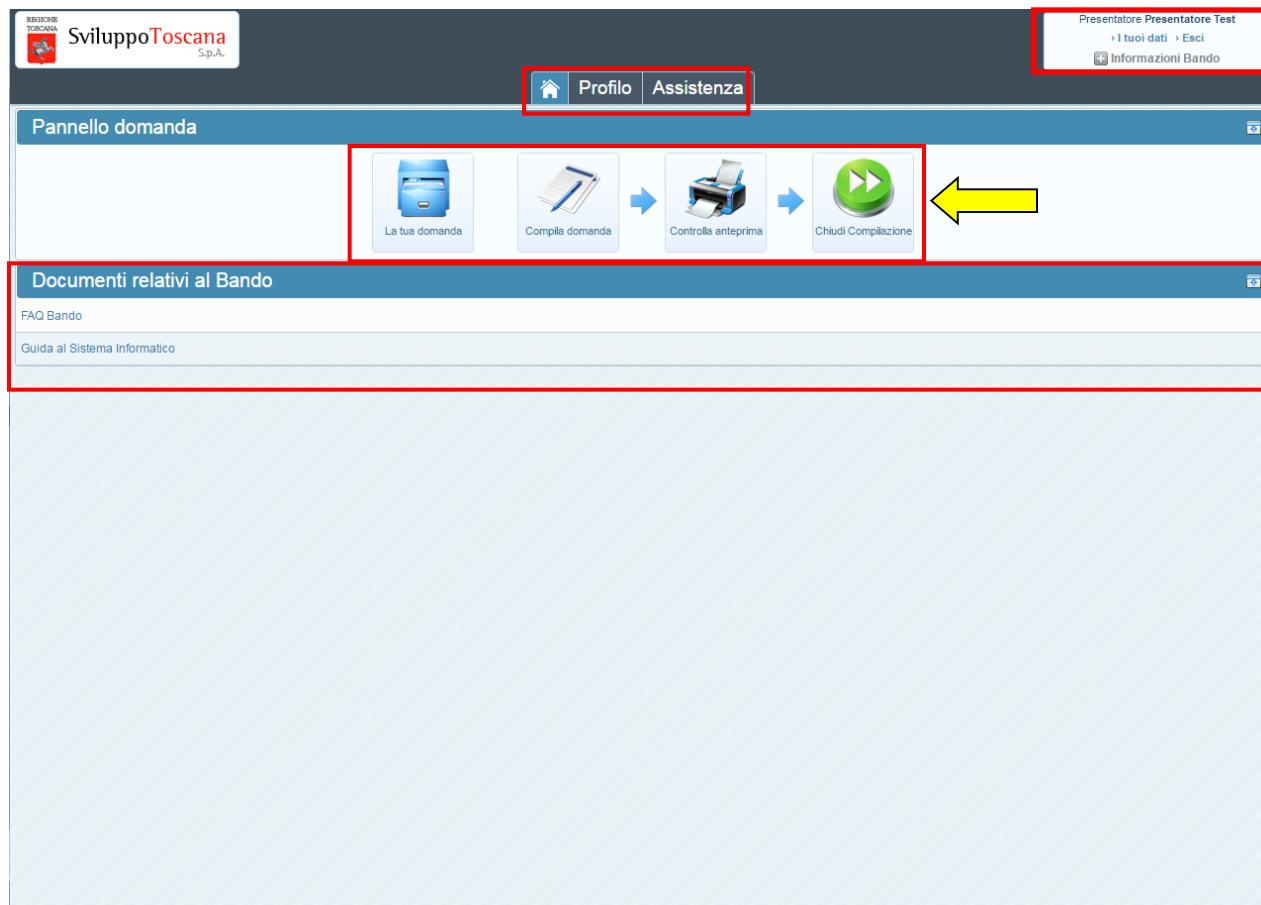 REGIONE
TOSCANA
SviluppoToscana
S.p.A.
Presentatore Presentatore Test
› I tuoi dati › Esci
Informazioni Bando
Profilo Assistenza
Pannello domanda
La tua domanda Compila domanda Controlla anteprima Chiudi Compilazione
Documenti relativi al Bando
FAQ Bando
Guida al Sistema Informatico